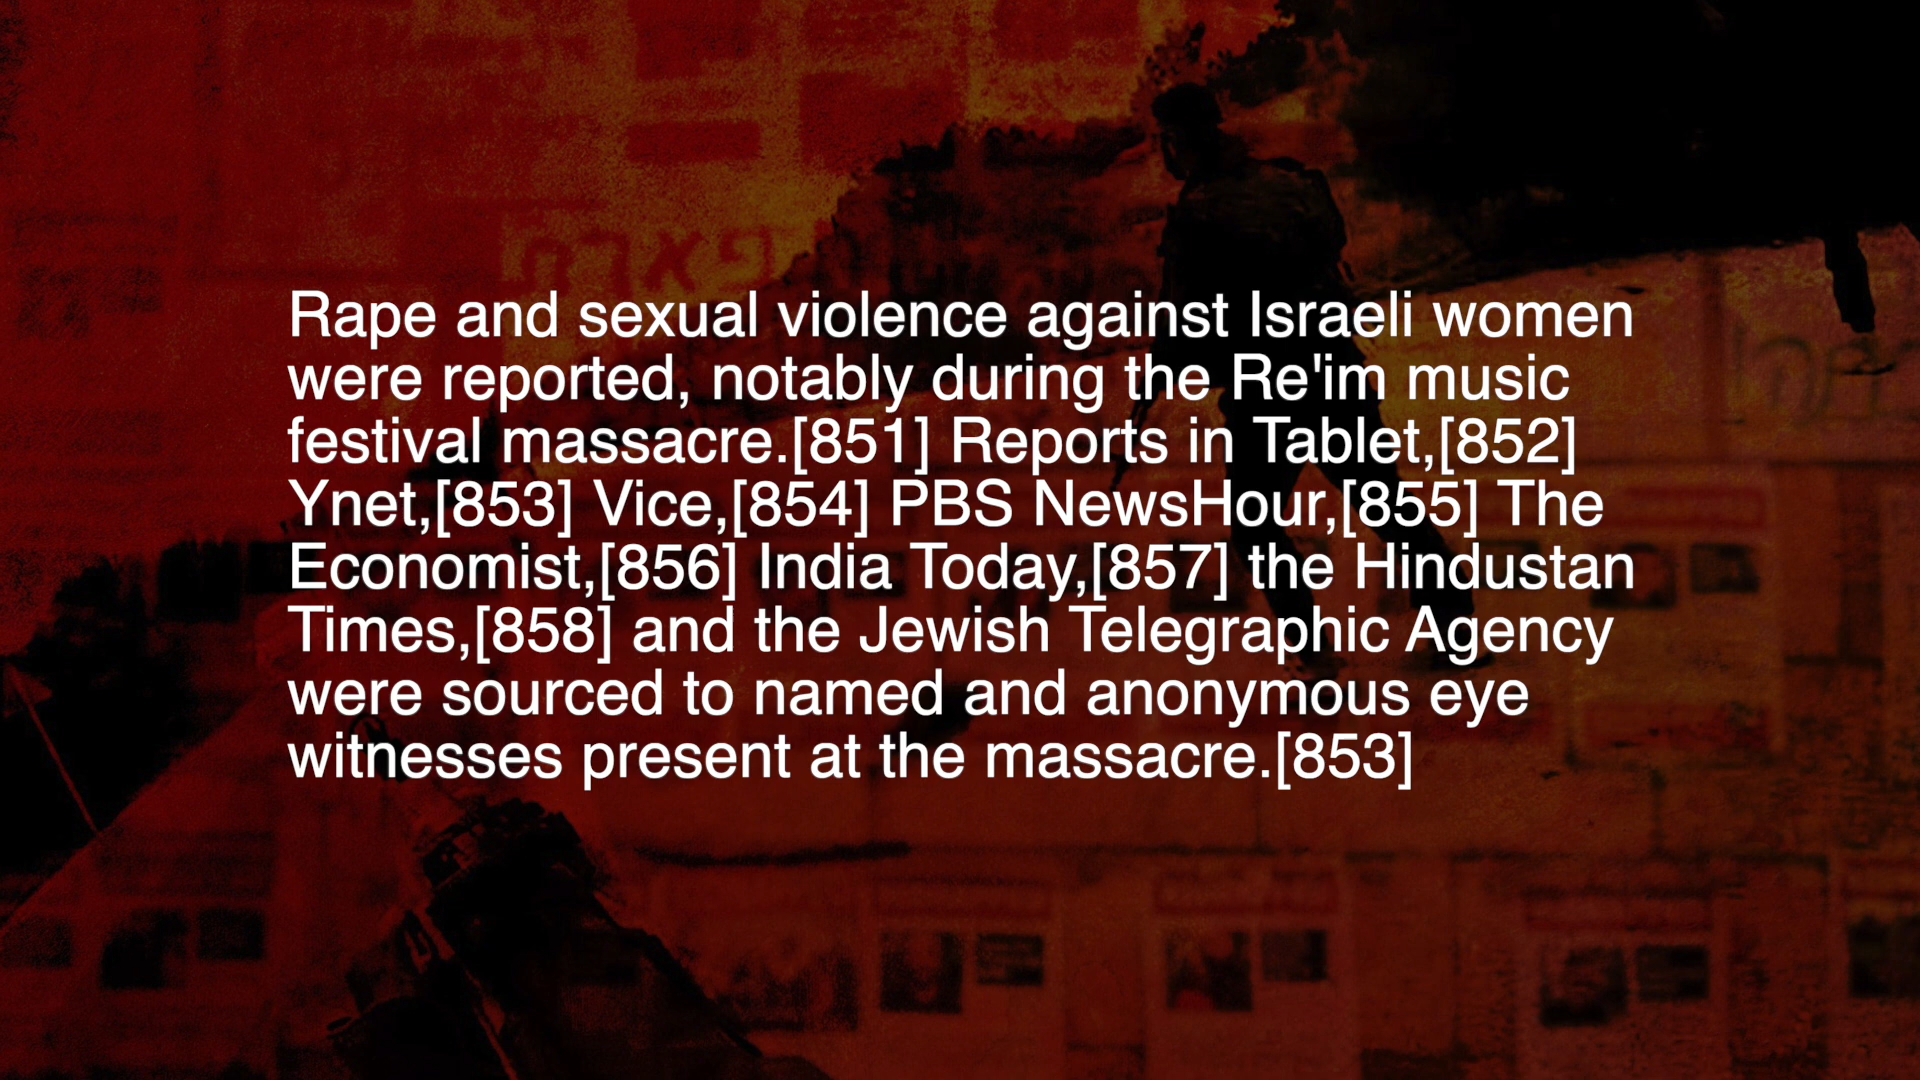 Rape and sexual violence against Israeli women
were reported, notably during the Re'im music
festival massacre.[851] Reports in Tablet,[852]
Ynet,[853] Vice,[854] PBS NewsHour,[855] The
Economist,[856] India Today,[857] the Hindustan
Times,[858] and the Jewish Telegraphic Agency
were sourced to named and anonymous eye
witnesses present at the massacre.[853]